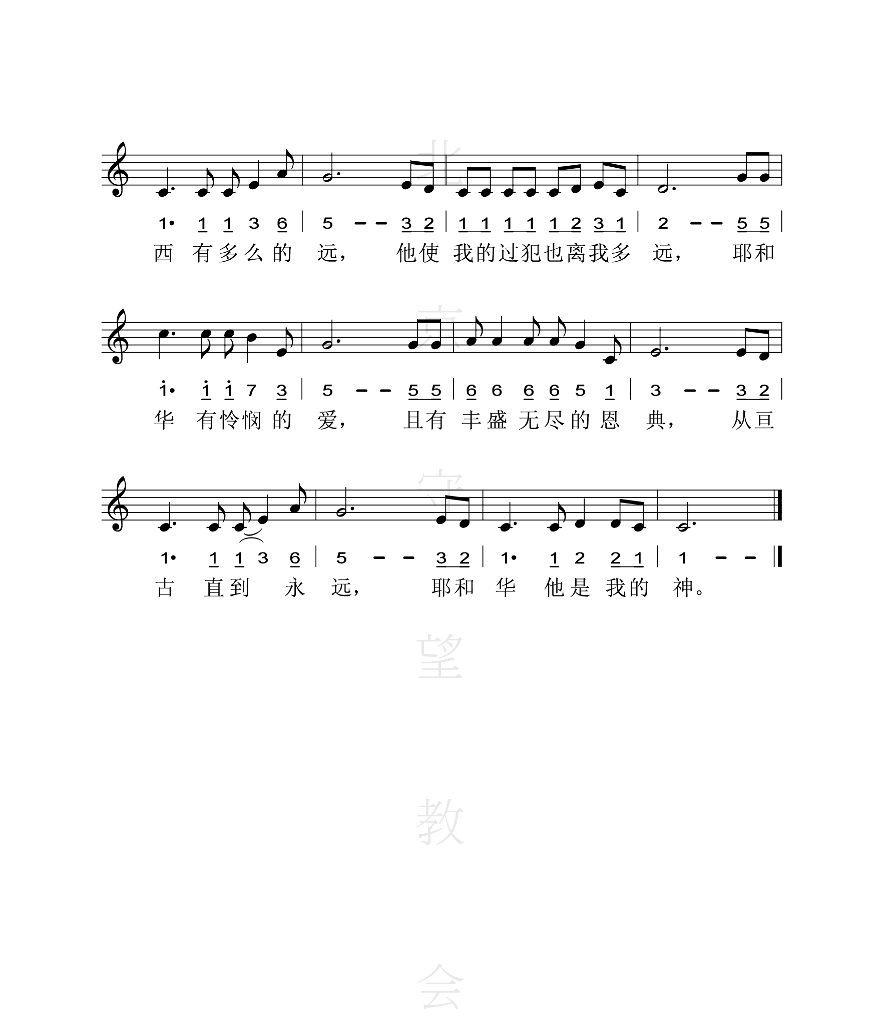 1· 1 1 3 6 | 5 - - 3 2 | 1 1 1 1 1 2 3 1 | 2 - - 5 5 |
西 有 多 么 的 远， 他使 我的过犯也离我多 远， 耶和
1· 1 1 7 3 | 5 - - 5 5 | 6 6 6 6 5 1 | 3 - - 3 2 |
华 有 怜 悯 的 爱， 且有 丰 盛 无 尽 的 恩 典， 从亘
1· 1 1 3 6 | 5 - - 3 2 | 1· 1 2 2 1 | 1 - - ‖
古 直到 永 远， 耶和 华 他是 我的 神。
北京守望教会